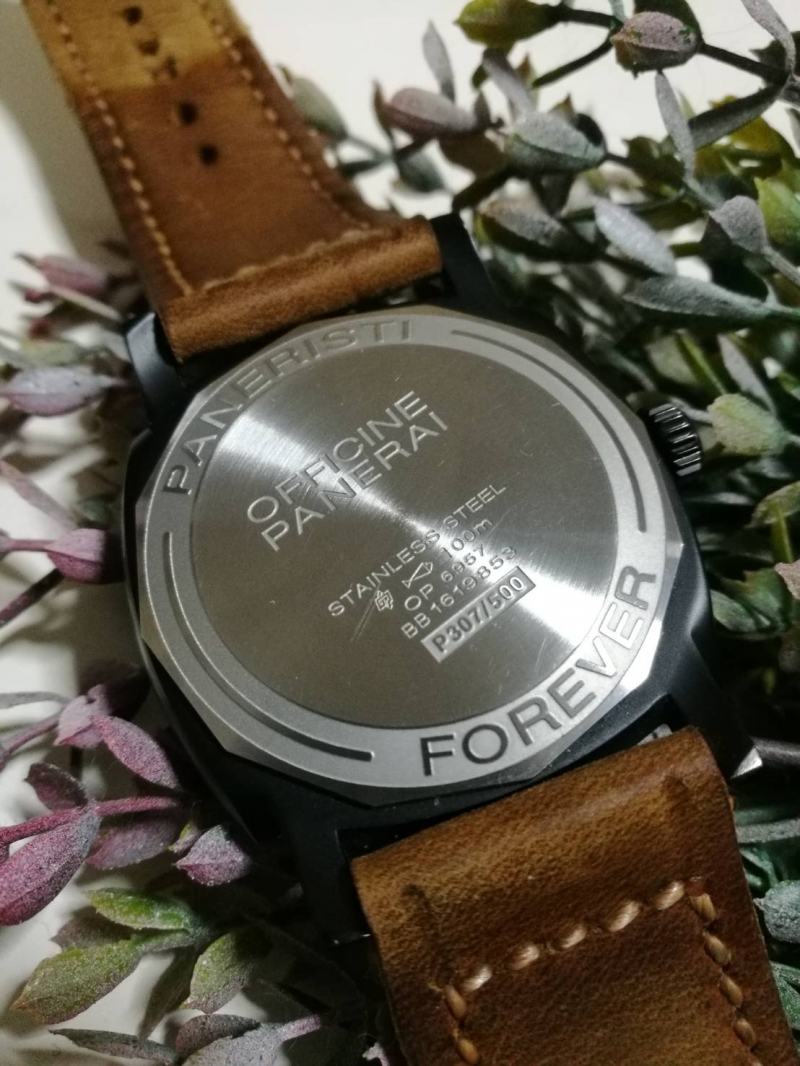 PANERISTI
OFFICINE
PANERAI
STAINLESS STEEL
100m
OP 6957
BB1619853
P307/500
FOREVER